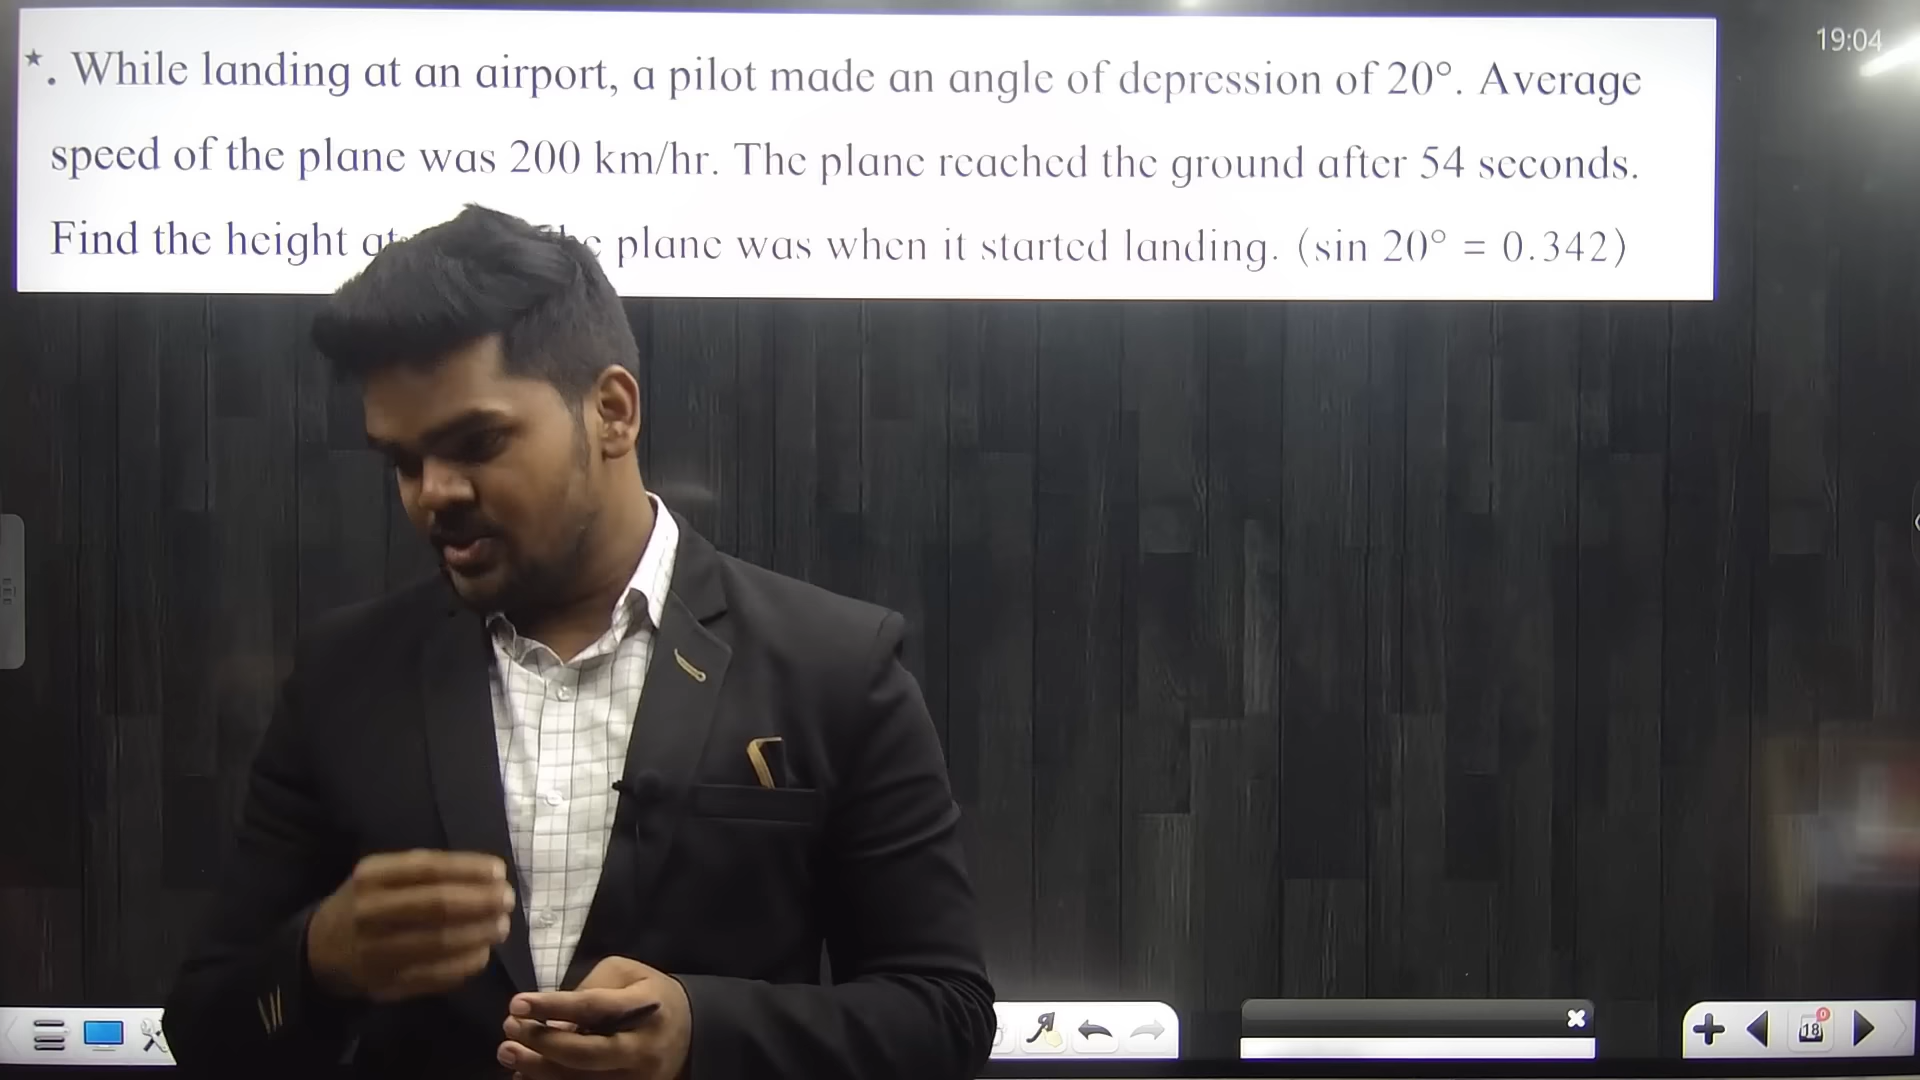 19:04
★. While landing at an airport, a pilot made an angle of depression of 20°. Average
speed of the plane was 200 km/hr. The plane reached the ground after 54 seconds.
Find the height plane was when it started landing. (sin 20° = 0.342)
18
0